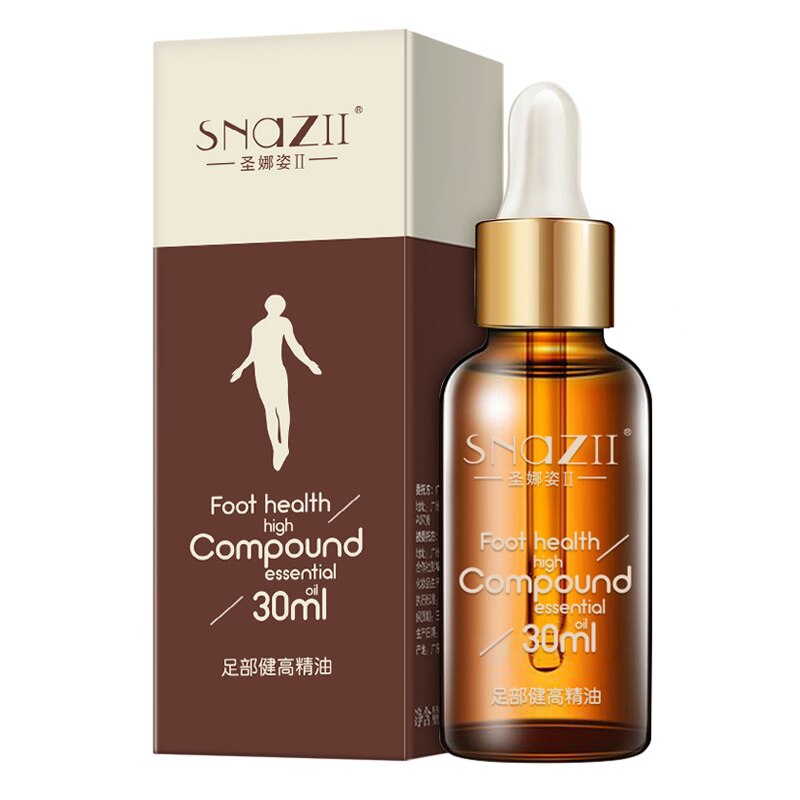 SNaZII®
圣娜姿II
Foot health
high
Compound
essential
oil
30ml
足部健高精油
SNaZII®
圣娜姿II
Foot health
high
Compound
essential
oil
30ml
足部健高精油